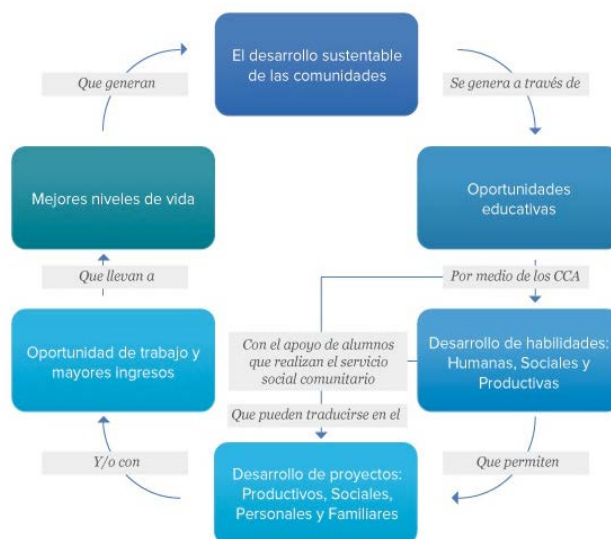 El desarrollo sustentable
de las comunidades
Que generan
Se genera a través de
Mejores niveles de vida
Oportunidades
educativas
Que llevan a
Por medio de los CCA
Oportunidad de trabajo y
mayores ingresos
Con el apoyo de alumnos
que realizan el servicio
social comunitario
Desarrollo de habilidades:
Humanas, Sociales y
Productivas
Que pueden traducirse en el
Y/o con
Desarrollo de proyectos:
Productivos, Sociales,
Personales y Familiares
Que permiten